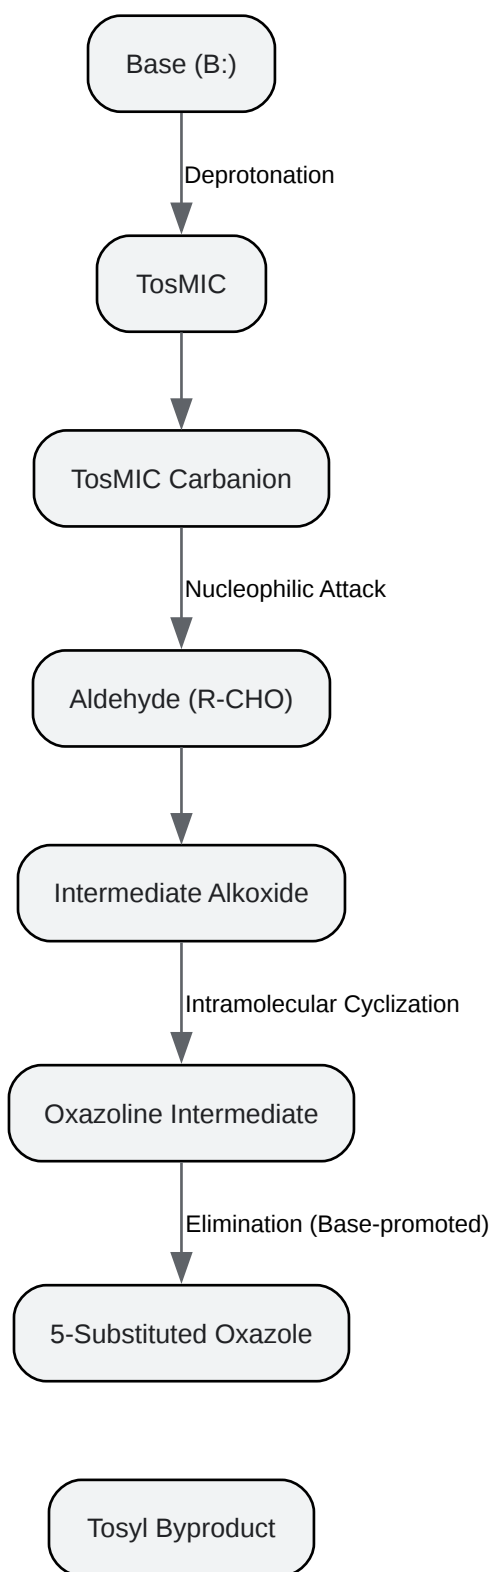 Base (B:)
Deprotonation
TosMIC
TosMIC Carbanion
Nucleophilic Attack
Aldehyde (R-CHO)
Intermediate Alkoxide
Intramolecular Cyclization
Oxazoline Intermediate
Elimination (Base-promoted)
5-Substituted Oxazole
Tosyl Byproduct